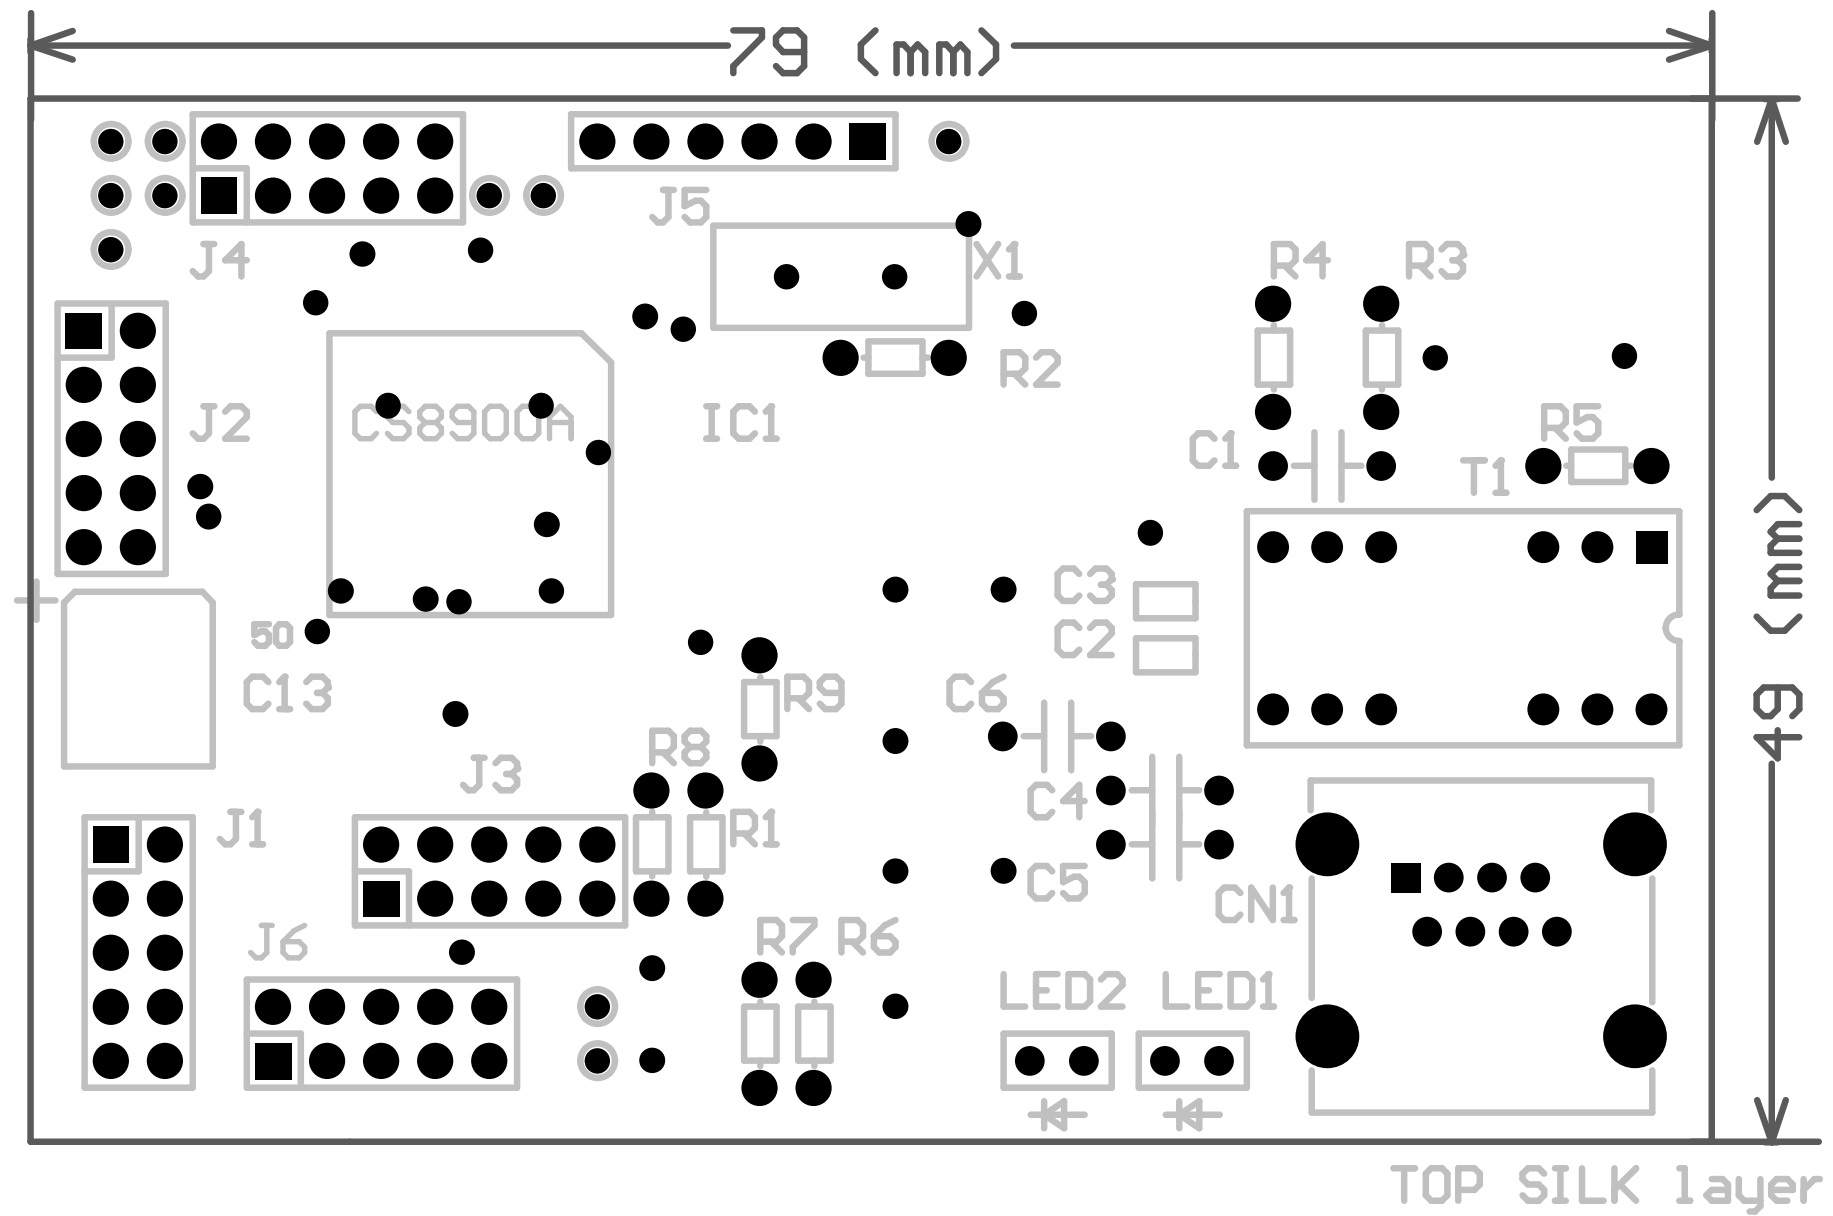 79 (mm)
J5
J4
X1
R4
R3
R2
J2
CS8900A
IC1
C1
R5
T1
49 (mm)
C3
50
C2
C13
R9
C6
R8
J3
C4
J1
R1
C5
CN1
J6
R7 R6
LED2 LED1
TOP SILK layer